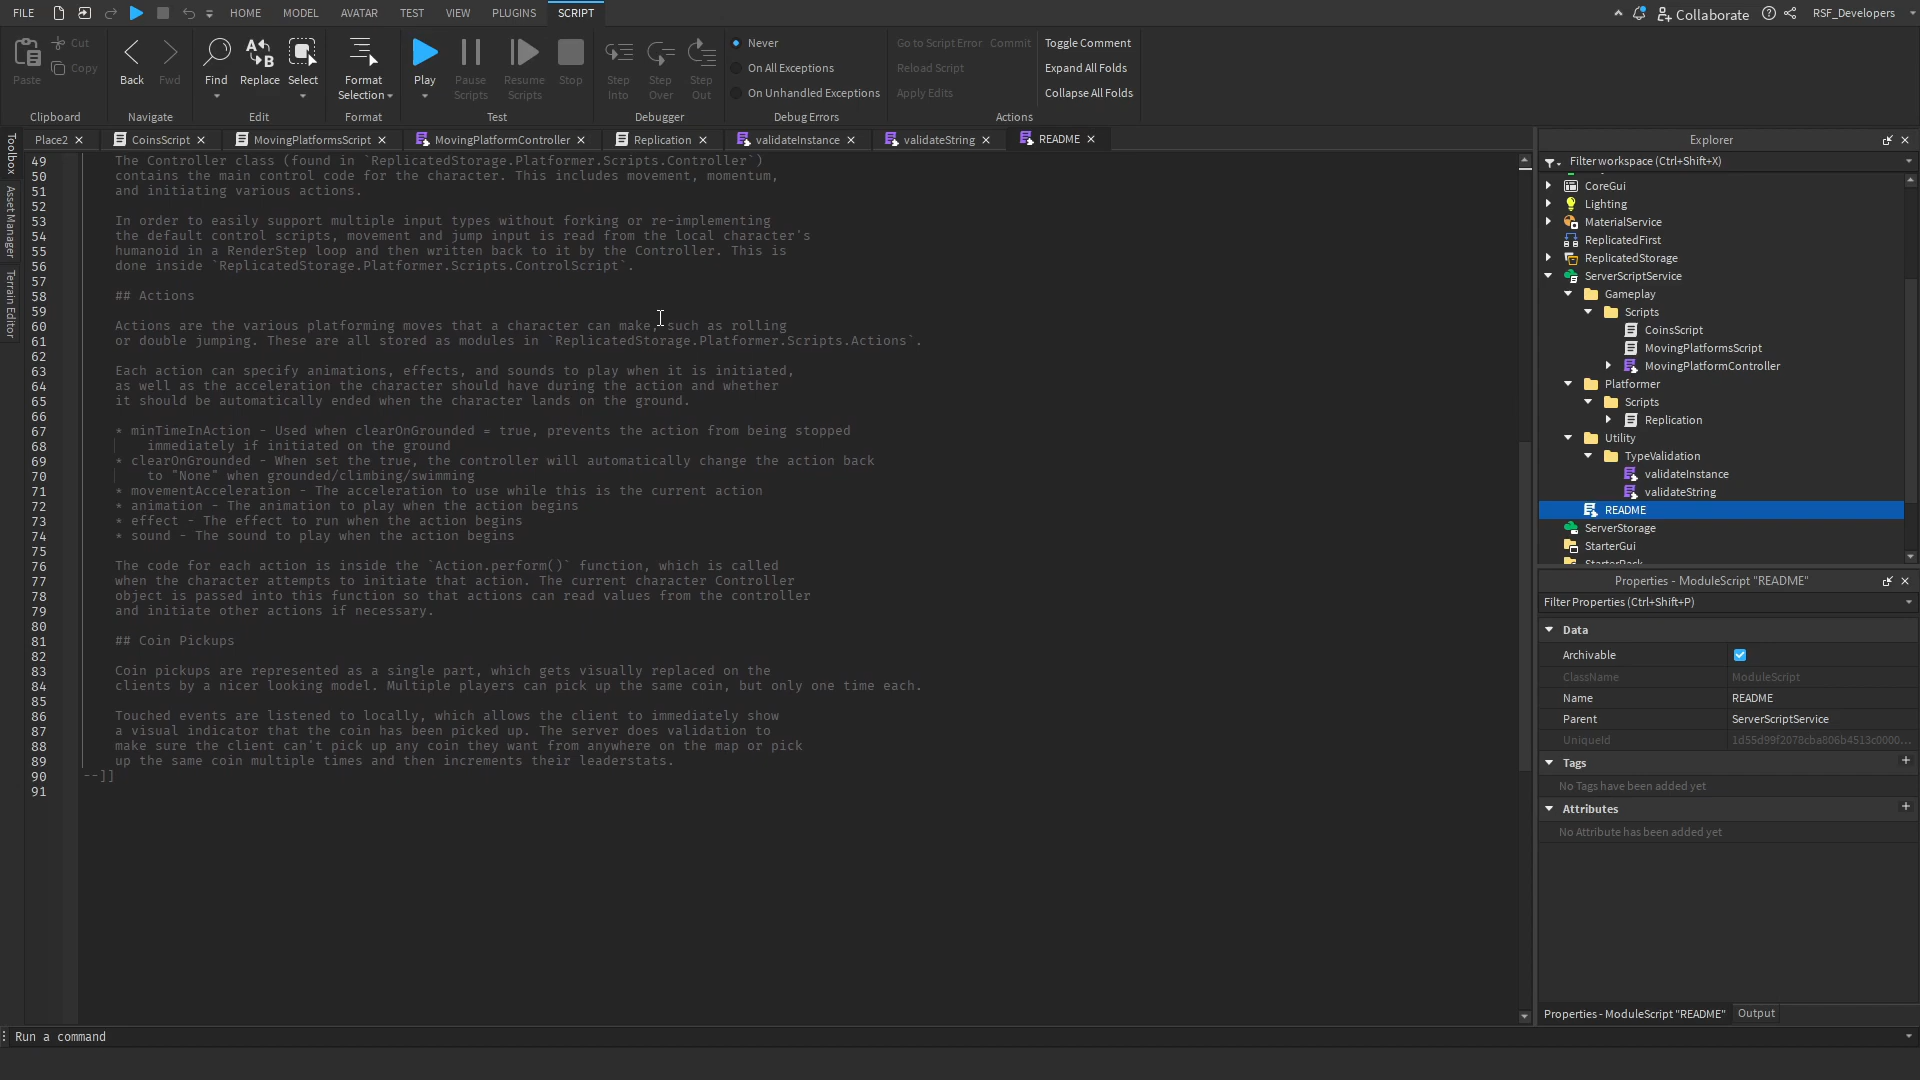 FILE HOME MODEL AVATAR TEST VIEW PLUGINS SCRIPT Collaborate RSF_Developers
Paste Cut Copy Back Fwd Find Replace Select Format Selection Play Pause Scripts Resume Scripts Stop Step Into Step Over Step Out
Never
On All Exceptions
On Unhandled Exceptions
Go to Script Error Commit
Reload Script
Apply Edits
Toggle Comment
Expand All Folds
Collapse All Folds
Clipboard Navigate Edit Format Test Debugger Debug Errors Actions
Toolbox
Asset Manager
Terrain Editor
Place2 CoinsScript MovingPlatformsScript MovingPlatformController Replication validateInstance validateString README
49 The Controller class (found in `ReplicatedStorage.Platformer.Scripts.Controller`)
50 contains the main control code for the character. This includes movement, momentum,
51 and initiating various actions.
52
53 In order to easily support multiple input types without forking or re-implementing
54 the default control scripts, movement and jump input is read from the local character's
55 humanoid in a RenderStep loop and then written back to it by the Controller. This is
56 done inside `ReplicatedStorage.Platformer.Scripts.ControlScript`.
57
58 ## Actions
59
60 Actions are the various platforming moves that a character can make, such as rolling
61 or double jumping. These are all stored as modules in `ReplicatedStorage.Platformer.Scripts.Actions`.
62
63 Each action can specify animations, effects, and sounds to play when it is initiated,
64 as well as the acceleration the character should have during the action and whether
65 it should be automatically ended when the character lands on the ground.
66
67 * minTimeInAction - Used when clearOnGrounded = true, prevents the action from being stopped
68 immediately if initiated on the ground
69 * clearOnGrounded - When set the true, the controller will automatically change the action back
70 to "None" when grounded/climbing/swimming
71 * movementAcceleration - The acceleration to use while this is the current action
72 * animation - The animation to play when the action begins
73 * effect - The effect to run when the action begins
74 * sound - The sound to play when the action begins
75
76 The code for each action is inside the `Action.perform()` function, which is called
77 when the character attempts to initiate that action. The current character Controller
78 object is passed into this function so that actions can read values from the controller
79 and initiate other actions if necessary.
80
81 ## Coin Pickups
82
83 Coin pickups are represented as a single part, which gets visually replaced on the
84 clients by a nicer looking model. Multiple players can pick up the same coin, but only one time each.
85
86 Touched events are listened to locally, which allows the client to immediately show
87 a visual indicator that the coin has been picked up. The server does validation to
88 make sure the client can't pick up any coin they want from anywhere on the map or pick
89 up the same coin multiple times and then increments their leaderstats.
90 --]]
91
Explorer
Filter workspace (Ctrl+Shift+X)
CoreGui
Lighting
MaterialService
ReplicatedFirst
ReplicatedStorage
ServerScriptService
Gameplay
Scripts
CoinsScript
MovingPlatformsScript
MovingPlatformController
Platformer
Scripts
Replication
Utility
TypeValidation
validateInstance
validateString
README
ServerStorage
StarterGui
StarterPack
Properties - ModuleScript "README"
Filter Properties (Ctrl+Shift+P)
Data
Archivable
ClassName ModuleScript
Name README
Parent ServerScriptService
UniqueId 1d55d99f2078cba806b4513c0000...
Tags +
No Tags have been added yet
Attributes +
No Attribute has been added yet
Properties - ModuleScript "README" Output
Run a command